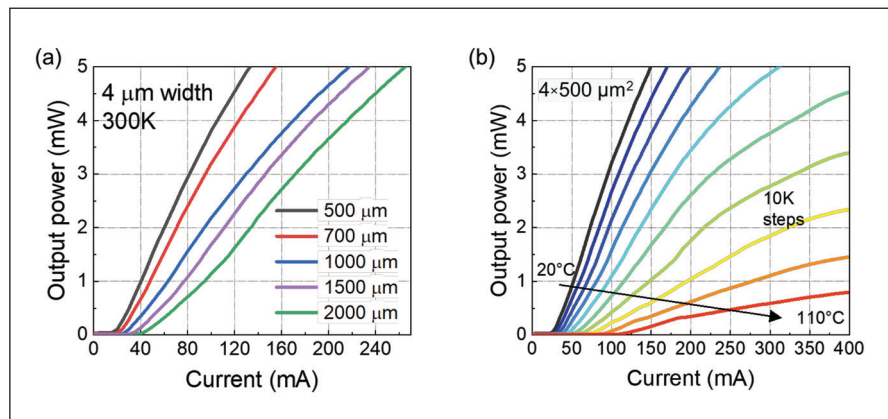 (a)
5
4
3
2
1
0
0 40 80 120 160 200 240
Output power (mW)
Current (mA)
4 μm width
300K
500 μm
700 μm
1000 μm
1500 μm
2000 μm
(b)
5
4
3
2
1
0
0 50 100 150 200 250 300 350 400
Output power (mW)
Current (mA)
4×500 μm²
10K
steps
20°C
110°C